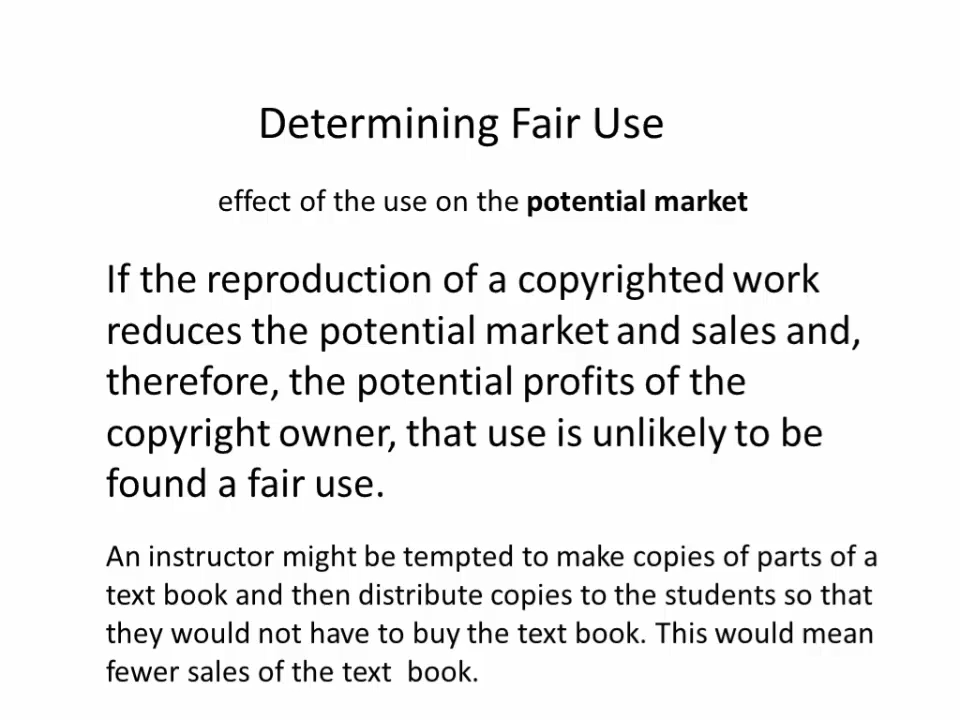 Determining Fair Use
effect of the use on the potential market
If the reproduction of a copyrighted work
reduces the potential market and sales and,
therefore, the potential profits of the
copyright owner, that use is unlikely to be
found a fair use.
An instructor might be tempted to make copies of parts of a
text book and then distribute copies to the students so that
they would not have to buy the text book. This would mean
fewer sales of the text  book.